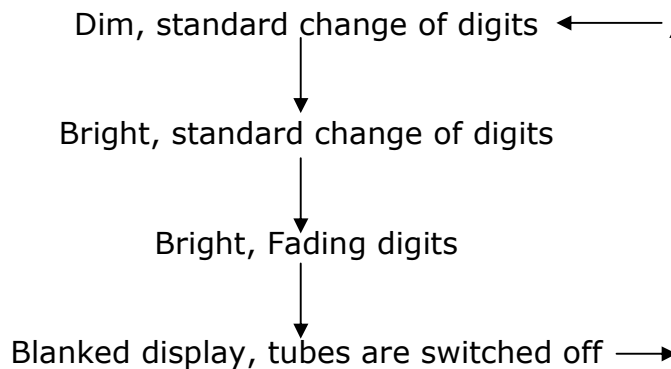 Dim, standard change of digits
Bright, standard change of digits
Bright, Fading digits
Blanked display, tubes are switched off